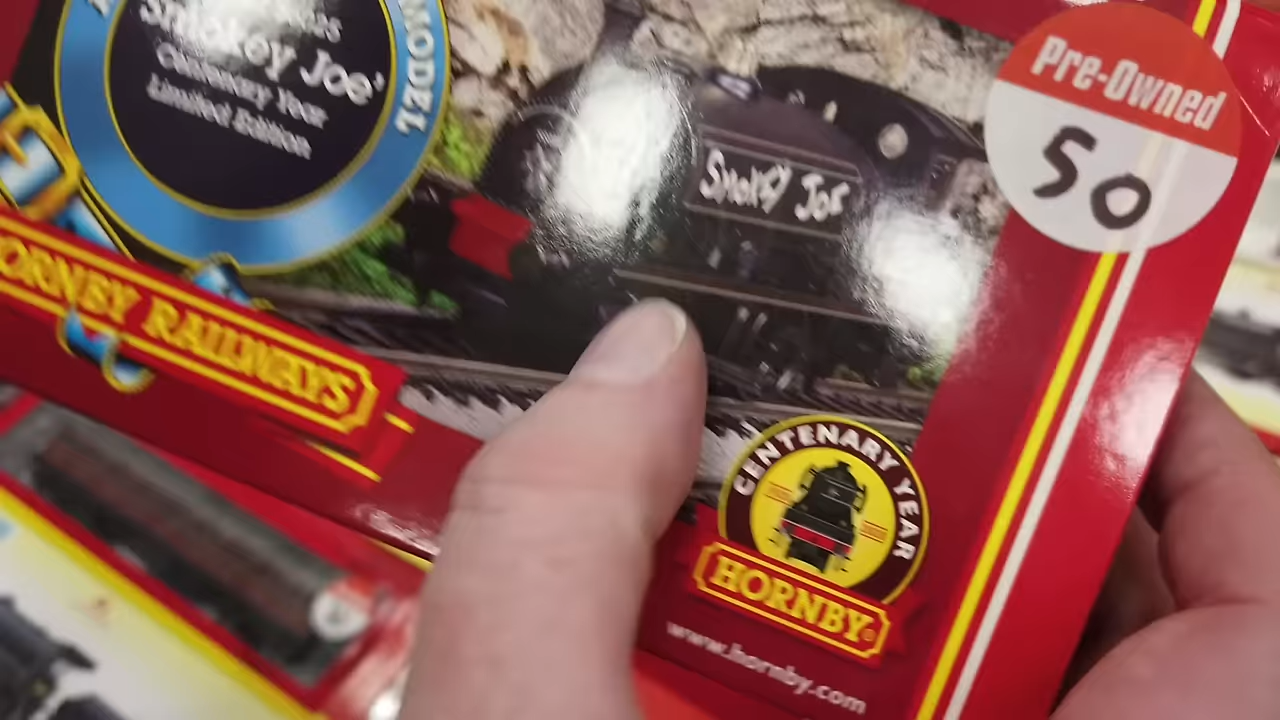 Smokey Joe'
Centenary Year
Limited Edition
MODEL
Smokey Joe
Pre-Owned
50
HORNBY RAILWAYS
CENTENARY YEAR
HORNBY
www.hornby.com